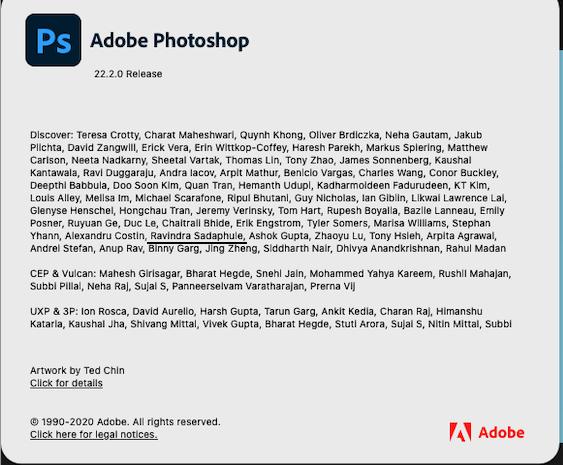 Ps Adobe Photoshop
22.2.0 Release
Discover: Teresa Crotty, Charat Maheshwari, Quynh Khong, Oliver Brdiczka, Neha Gautam, Jakub
Plichta, David Zangwill, Erick Vera, Erin Wittkop-Coffey, Haresh Parekh, Markus Spiering, Matthew
Carlson, Neeta Nadkarny, Sheetal Vartak, Thomas Lin, Tony Zhao, James Sonnenberg, Kaushal
Kantawala, Ravi Duggaraju, Andra Iacov, Arpit Mathur, Benicio Vargas, Charles Wang, Conor Buckley,
Deepthi Babbula, Doo Soon Kim, Quan Tran, Hemanth Udupi, Kadharmoideen Fadurudeen, KT Kim,
Louis Alley, Melisa Im, Michael Scarafone, Ripul Bhutani, Guy Nicholas, Ian Giblin, Likwai Lawrence Lai,
Glenyse Henschel, Hongchau Tran, Jeremy Verinsky, Tom Hart, Rupesh Boyalla, Bazile Lanneau, Emily
Posner, Ruyuan Ge, Duc Le, Chaitrali Bhide, Erik Engstrom, Tyler Somers, Marisa Williams, Stephan
Yhann, Alexandru Costin, Ravindra Sadaphule, Ashok Gupta, Zhaoyu Lu, Tony Hsieh, Arpita Agrawal,
Andrei Stefan, Anup Rav, Binny Garg, Jing Zheng, Siddharth Nair, Dhivya Anandkrishnan, Rahul Madan
CEP & Vulcan: Mahesh Girisagar, Bharat Hegde, Snehl Jain, Mohammed Yahya Kareem, Rushil Mahajan,
Subbi Pillai, Neha Raj, Sujai S, Panneerselvam Varatharajan, Prerna Vij
UXP & 3P: Ion Rosca, David Aurelio, Harsh Gupta, Tarun Garg, Ankit Kedia, Charan Raj, Himanshu
Kataria, Kaushal Jha, Shivang Mittal, Vivek Gupta, Bharat Hegde, Stuti Arora, Sujai S, Nitin Mittal, Subbi
Artwork by Ted Chin
Click for details
© 1990-2020 Adobe. All rights reserved.
Click here for legal notices.
Adobe